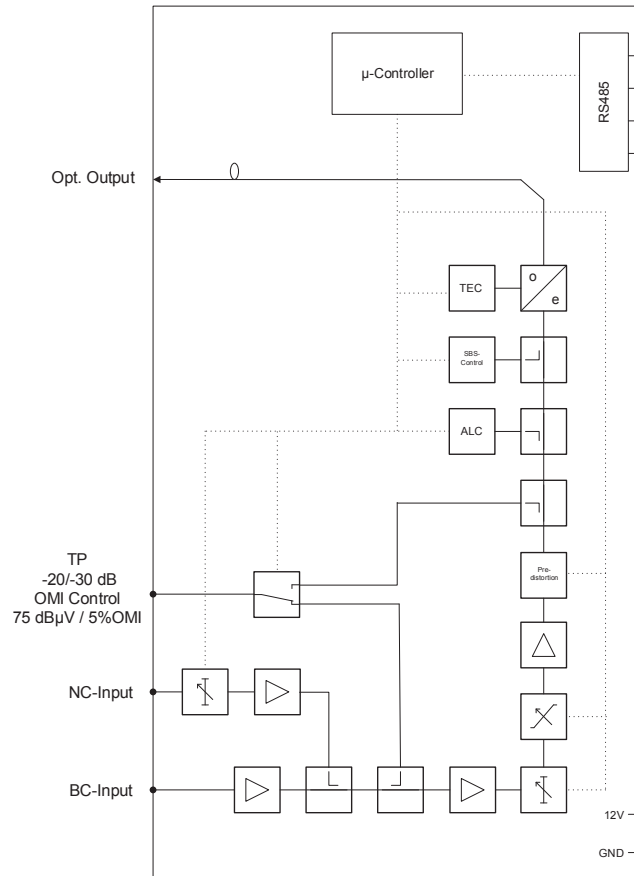 µ-Controller
RS485
Opt. Output
o
e
TEC
SBS-
Control
ALC
TP
-20/-30 dB
OMI Control
75 dBµV / 5%OMI
Pre-
distortion
NC-Input
BC-Input
12V
GND